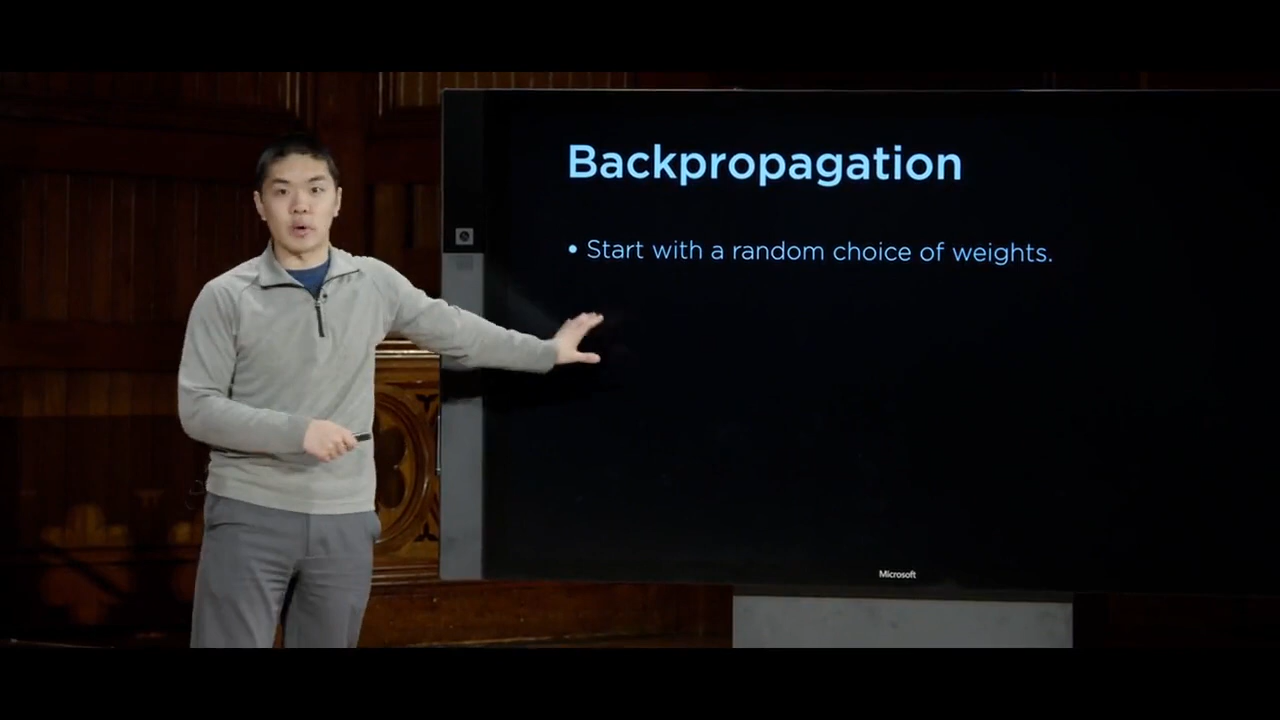 Backpropagation
• Start with a random choice of weights.
Microsoft